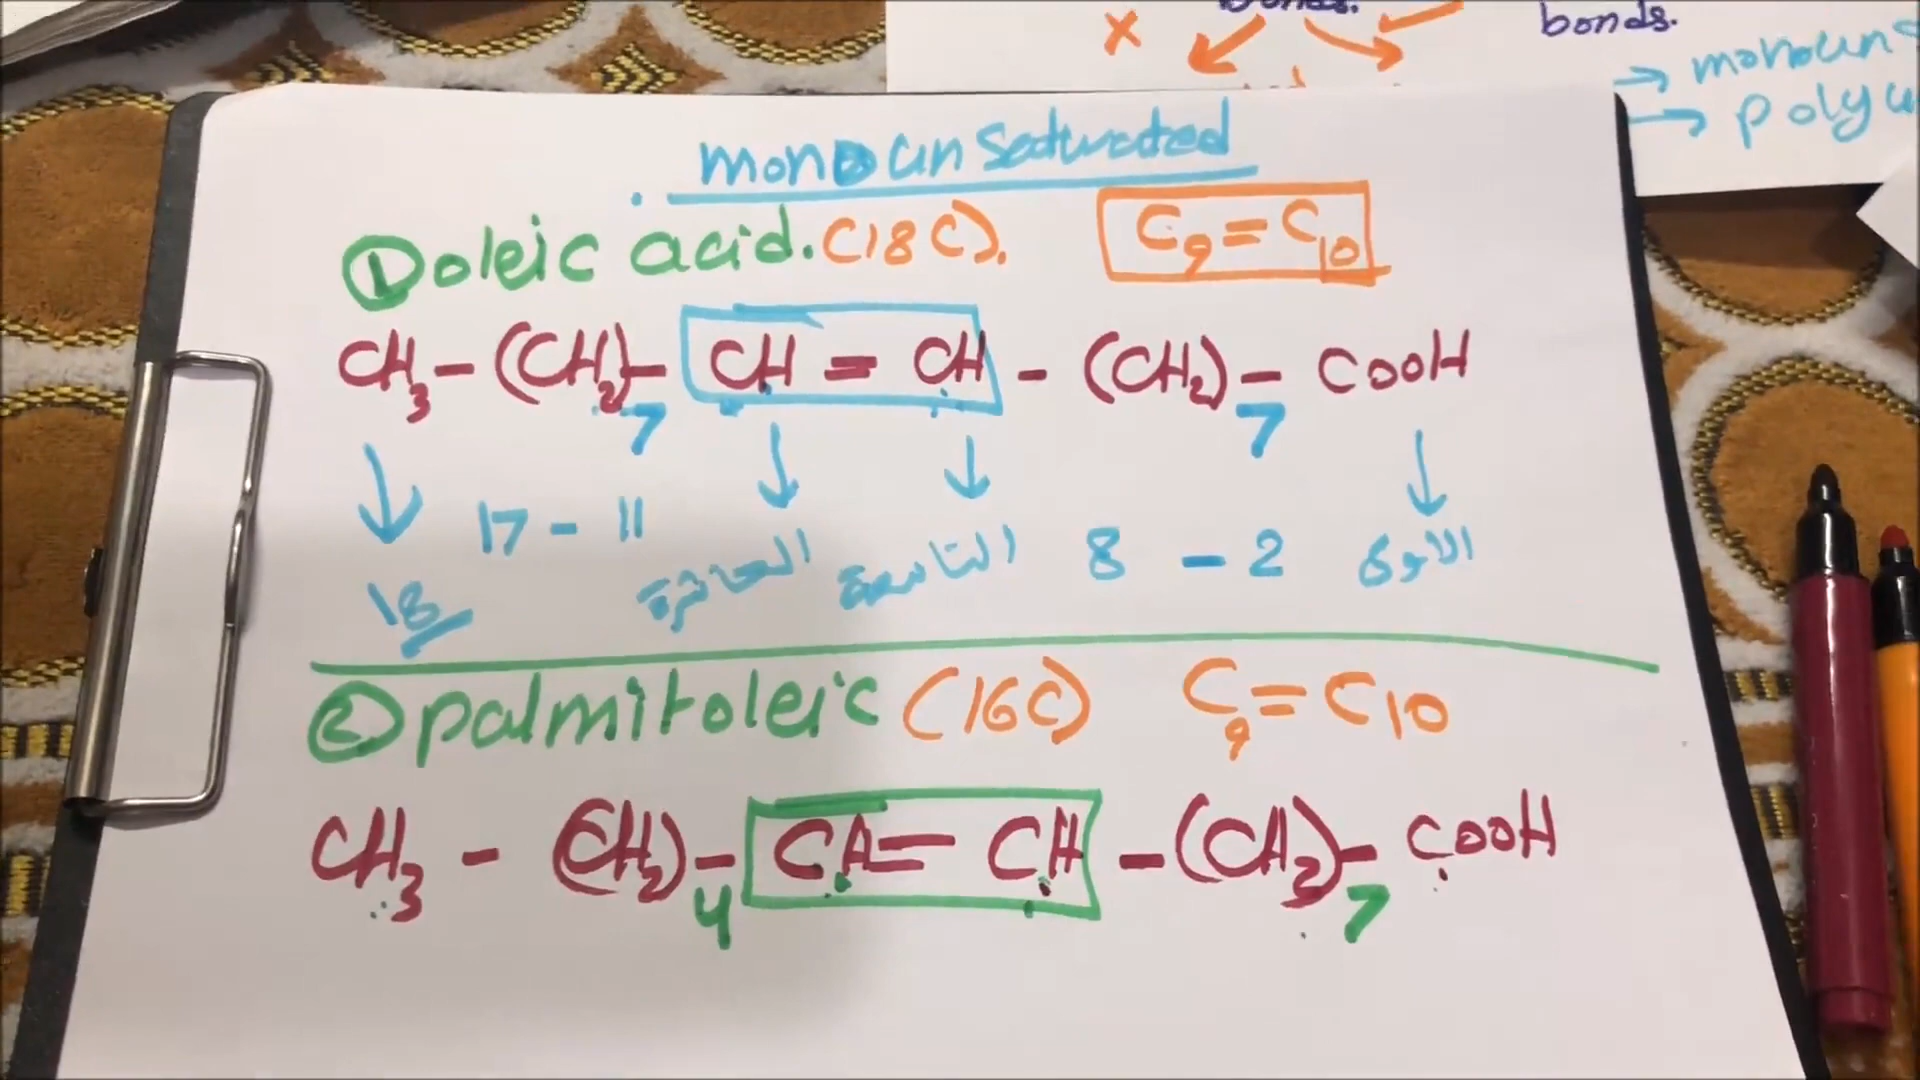 bonds.
x
monoun
polyu
monounsaturated
① oleic acid. (18C). C9=C10
CH3-(CH2)7-CH=CH-(CH2)7-COOH
18 17-11 العاشرة التاسعة 8-2 الاولى
② palmitoleic (16C) C9=C10
CH3-(CH2)4-CH=CH-(CH2)7-COOH